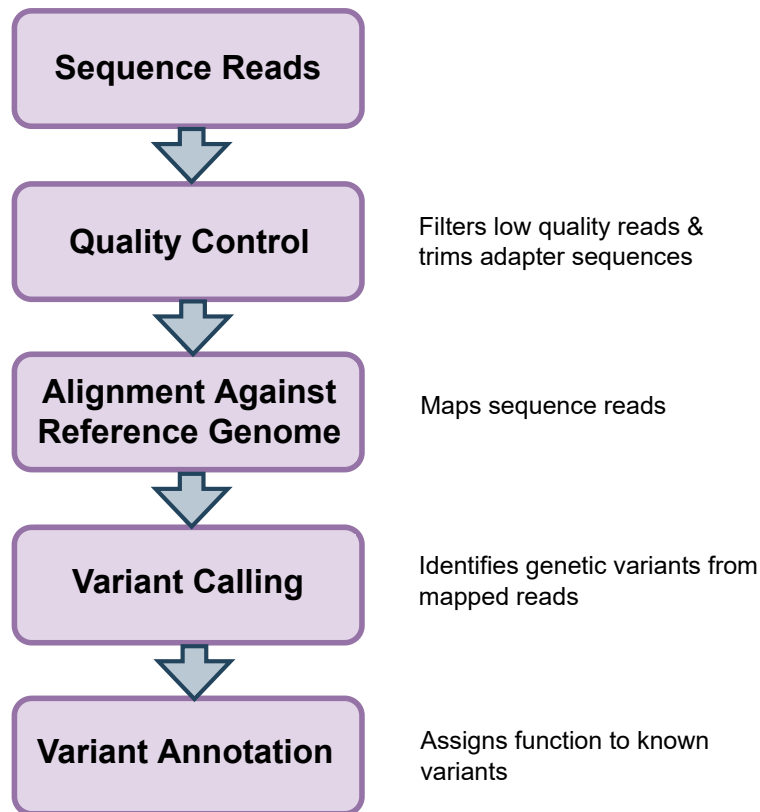 Sequence Reads
Quality Control
Filters low quality reads &
trims adapter sequences
Alignment Against
Reference Genome
Maps sequence reads
Variant Calling
Identifies genetic variants from
mapped reads
Variant Annotation
Assigns function to known
variants